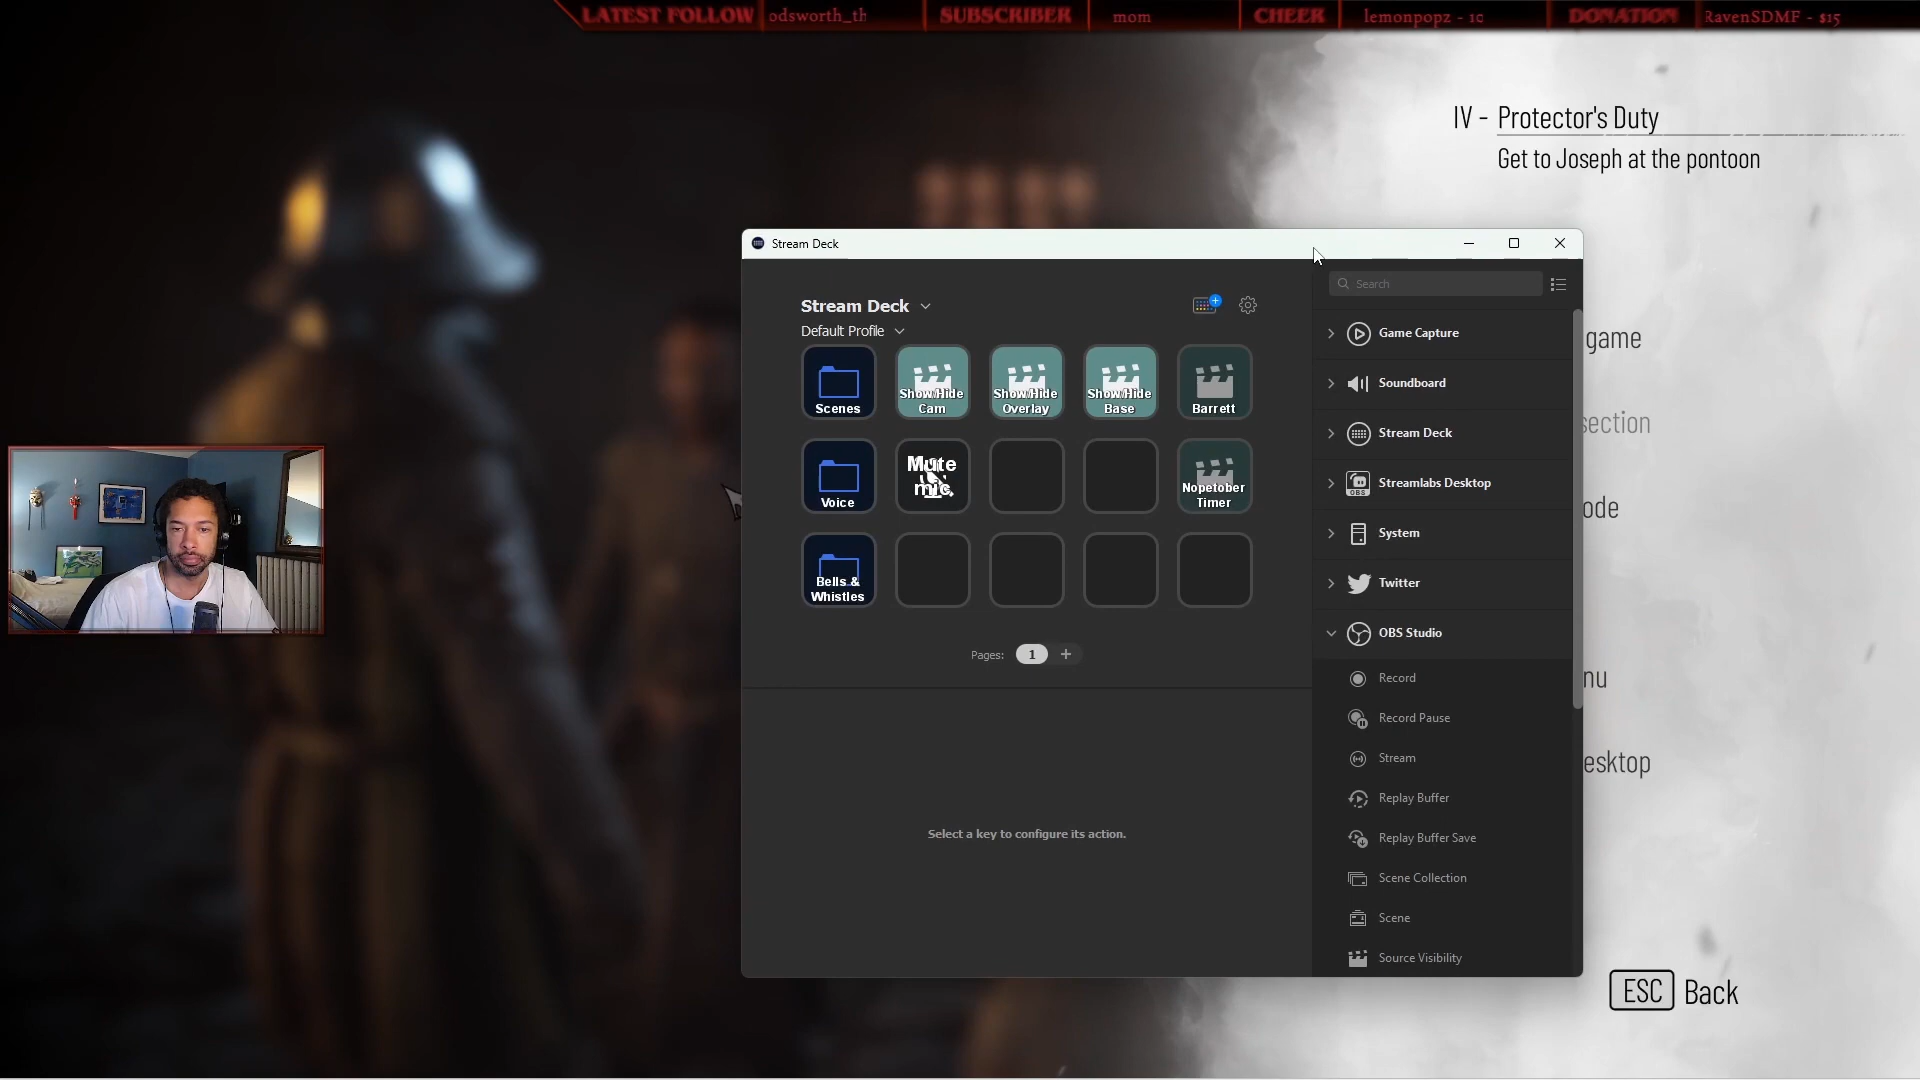 LATEST FOLLOW odsworth_th SUBSCRIBER mom CHEER lemonpopz - 1c DONATION RavenSDMF - $15
IV - Protector's Duty
Get to Joseph at the pontoon
Stream Deck
Search
Stream Deck
Default Profile
Scenes
Show/Hide
Cam
Show/Hide
Overlay
Show/Hide
Base
Barrett
Voice
Mute
mic
Nopetober
Timer
Bells &
Whistles
Pages: 1 +
Select a key to configure its action.
Game Capture
Soundboard
Stream Deck
OBS
Streamlabs Desktop
System
Twitter
OBS Studio
Record
Record Pause
Stream
Replay Buffer
Replay Buffer Save
Scene Collection
Scene
Source Visibility
game
section
ode
nu
esktop
ESC Back